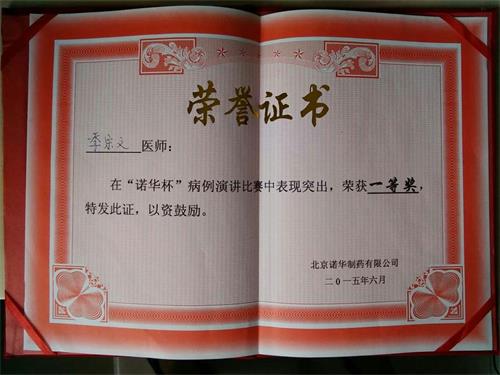 荣誉证书
李宗文 医师：
在“诺华杯”病例演讲比赛中表现突出，荣获一等奖，
特发此证，以资鼓励。
北京诺华制药有限公司
二〇一五年六月